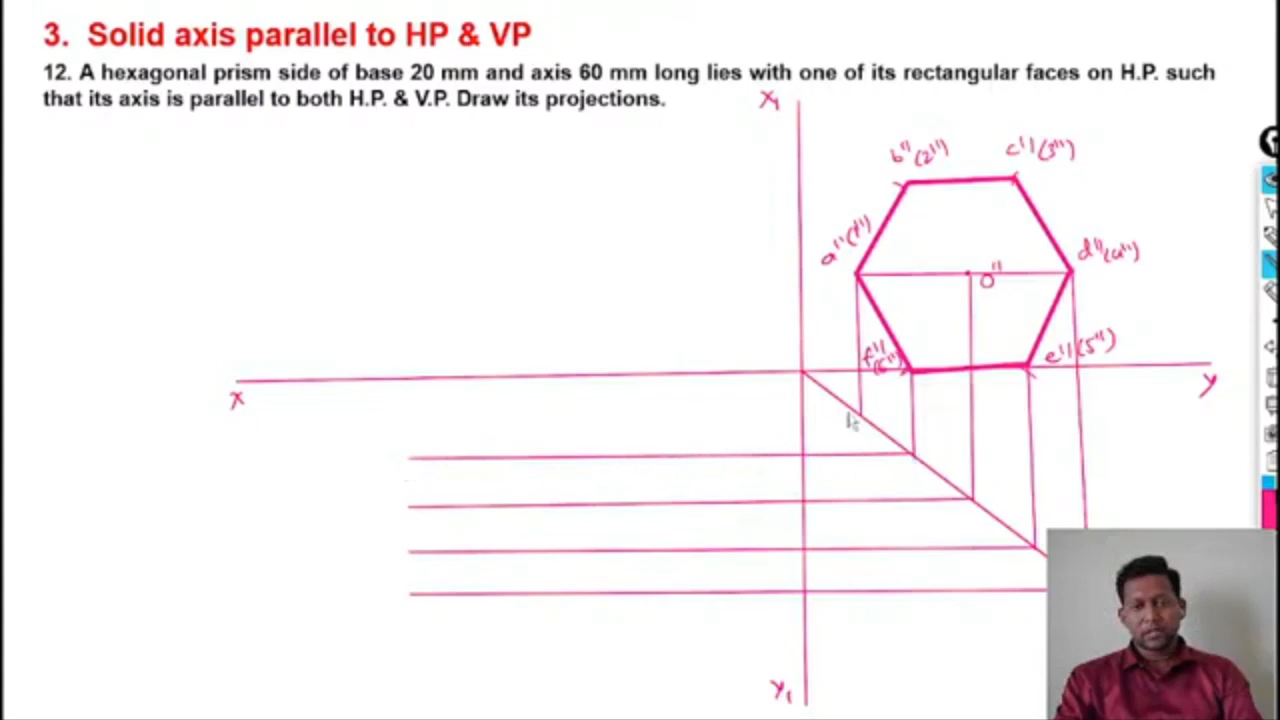 3. Solid axis parallel to HP & VP
12. A hexagonal prism side of base 20 mm and axis 60 mm long lies with one of its rectangular faces on H.P. such
that its axis is parallel to both H.P. & V.P. Draw its projections.
X₁
b''(2'') c''(3'')
a''(1'') d''(4'')
o''
f''(6'') e''(5'')
X Y
Y₁